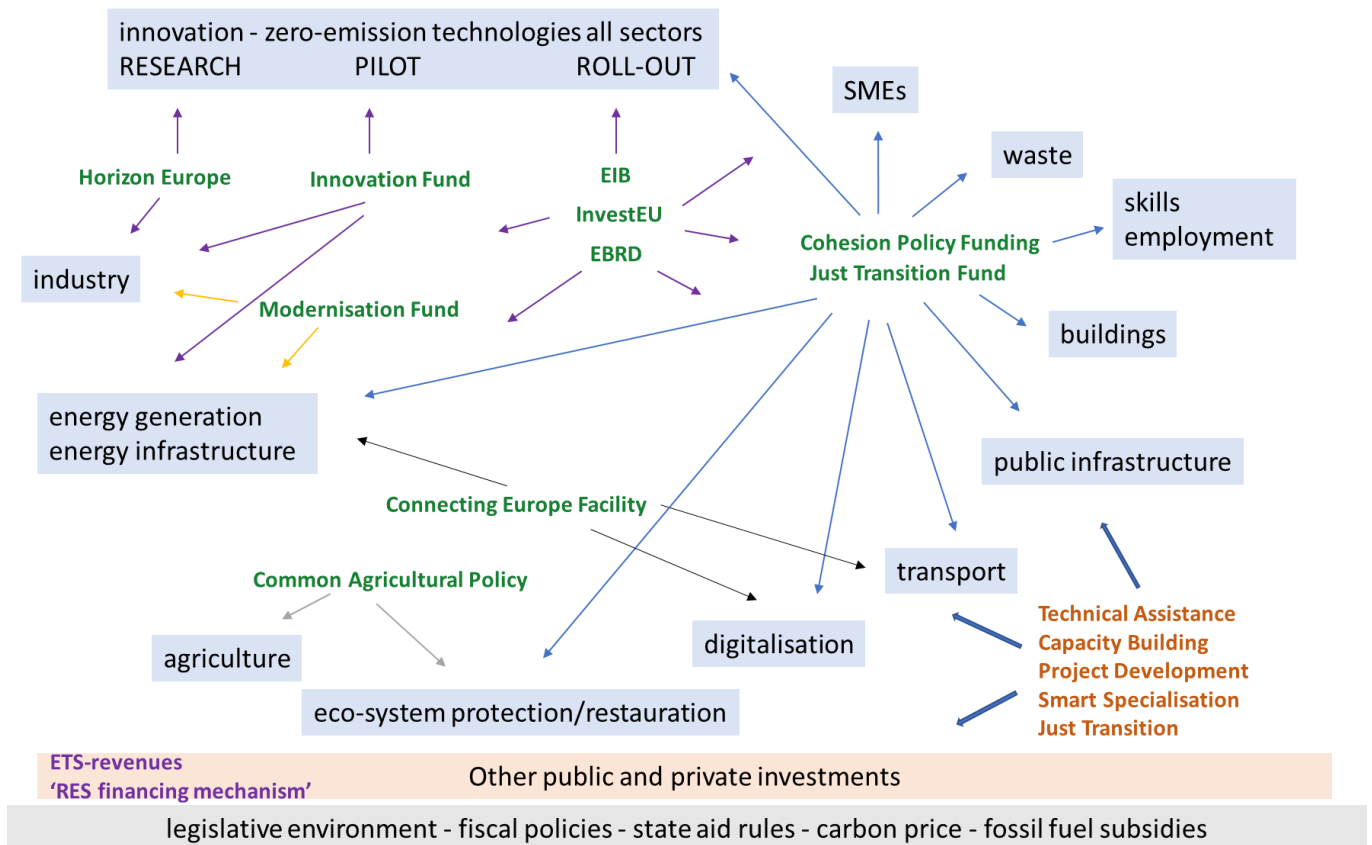 innovation - zero-emission technologies all sectors
RESEARCH PILOT ROLL-OUT
SMEs
waste
Horizon Europe
Innovation Fund
EIB
InvestEU
EBRD
skills
employment
Cohesion Policy Funding
Just Transition Fund
industry
Modernisation Fund
buildings
energy generation
energy infrastructure
public infrastructure
Connecting Europe Facility
transport
Common Agricultural Policy
Technical Assistance
Capacity Building
Project Development
Smart Specialisation
Just Transition
digitalisation
agriculture
eco-system protection/restauration
ETS-revenues
‘RES financing mechanism’
Other public and private investments
legislative environment - fiscal policies - state aid rules - carbon price - fossil fuel subsidies